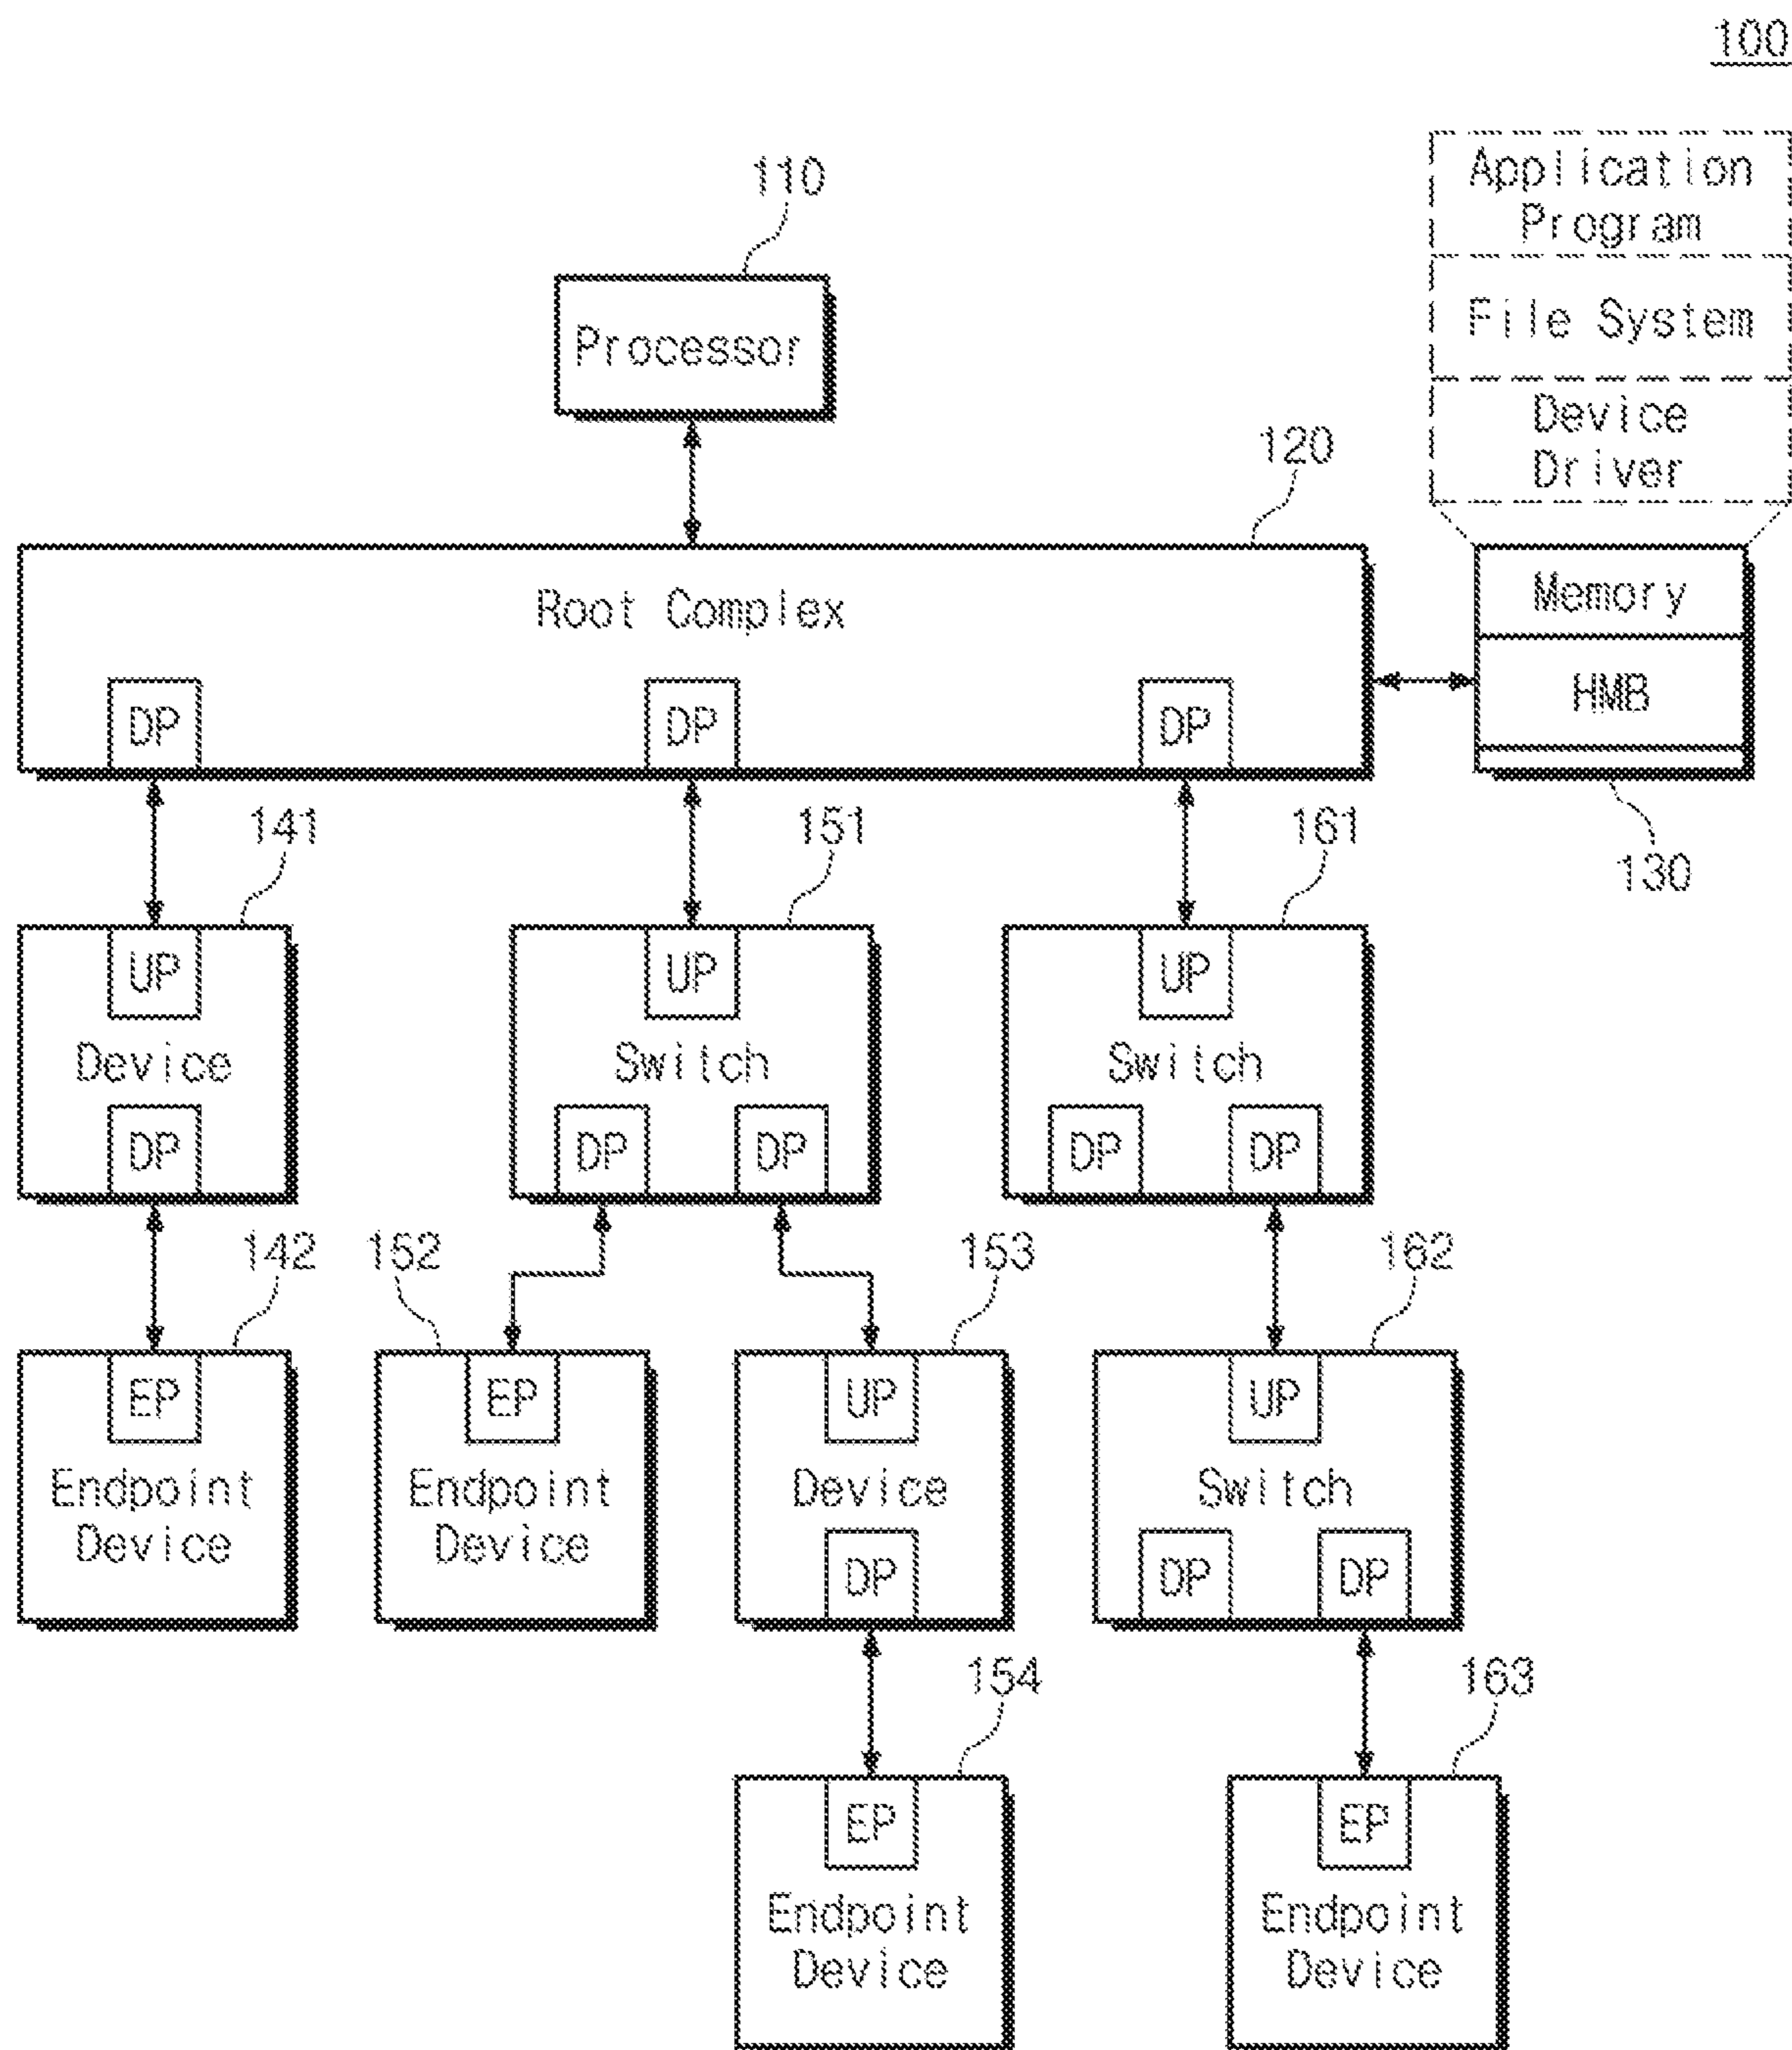 100
Application
Program
110
File System
Processor
Device
Driver
120
Root Complex
Memory
HMB
DP
DP
DP
141
151
161
130
UP
UP
UP
Device
Switch
Switch
DP
DP
DP
DP
DP
142
152
153
162
EP
EP
UP
UP
Endpoint
Device
Endpoint
Device
Device
Switch
DP
DP
DP
154
163
EP
EP
Endpoint
Device
Endpoint
Device